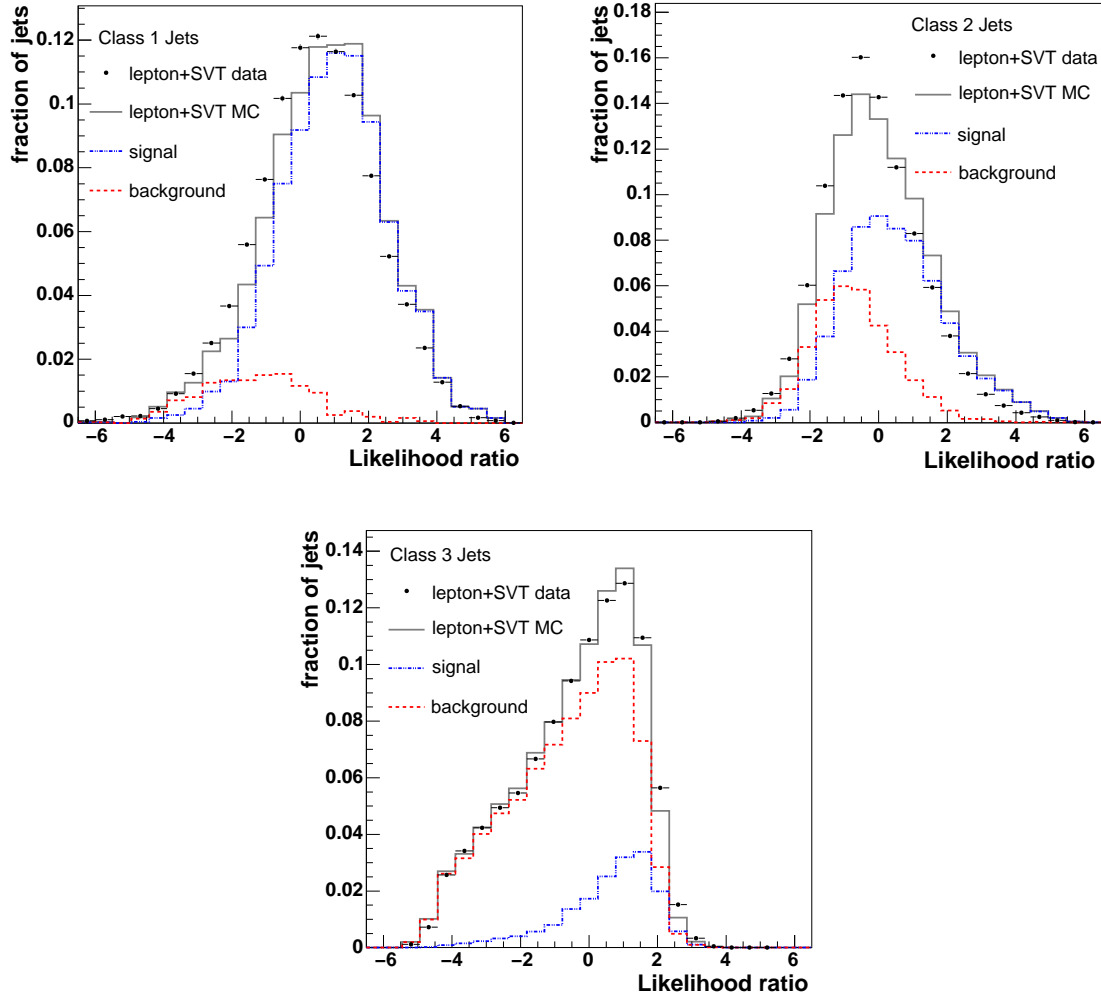 fraction of jets
0.12
0.1
0.08
0.06
0.04
0.02
0
Class 1 Jets
lepton+SVT data
lepton+SVT MC
signal
background
−6 −4 −2 0 2 4 6
Likelihood ratio
fraction of jets
0.18
0.16
0.14
0.12
0.1
0.08
0.06
0.04
0.02
0
Class 2 Jets
lepton+SVT data
lepton+SVT MC
signal
background
−6 −4 −2 0 2 4 6
Likelihood ratio
fraction of jets
0.14
0.12
0.1
0.08
0.06
0.04
0.02
0
Class 3 Jets
lepton+SVT data
lepton+SVT MC
signal
background
−6 −4 −2 0 2 4 6
Likelihood ratio